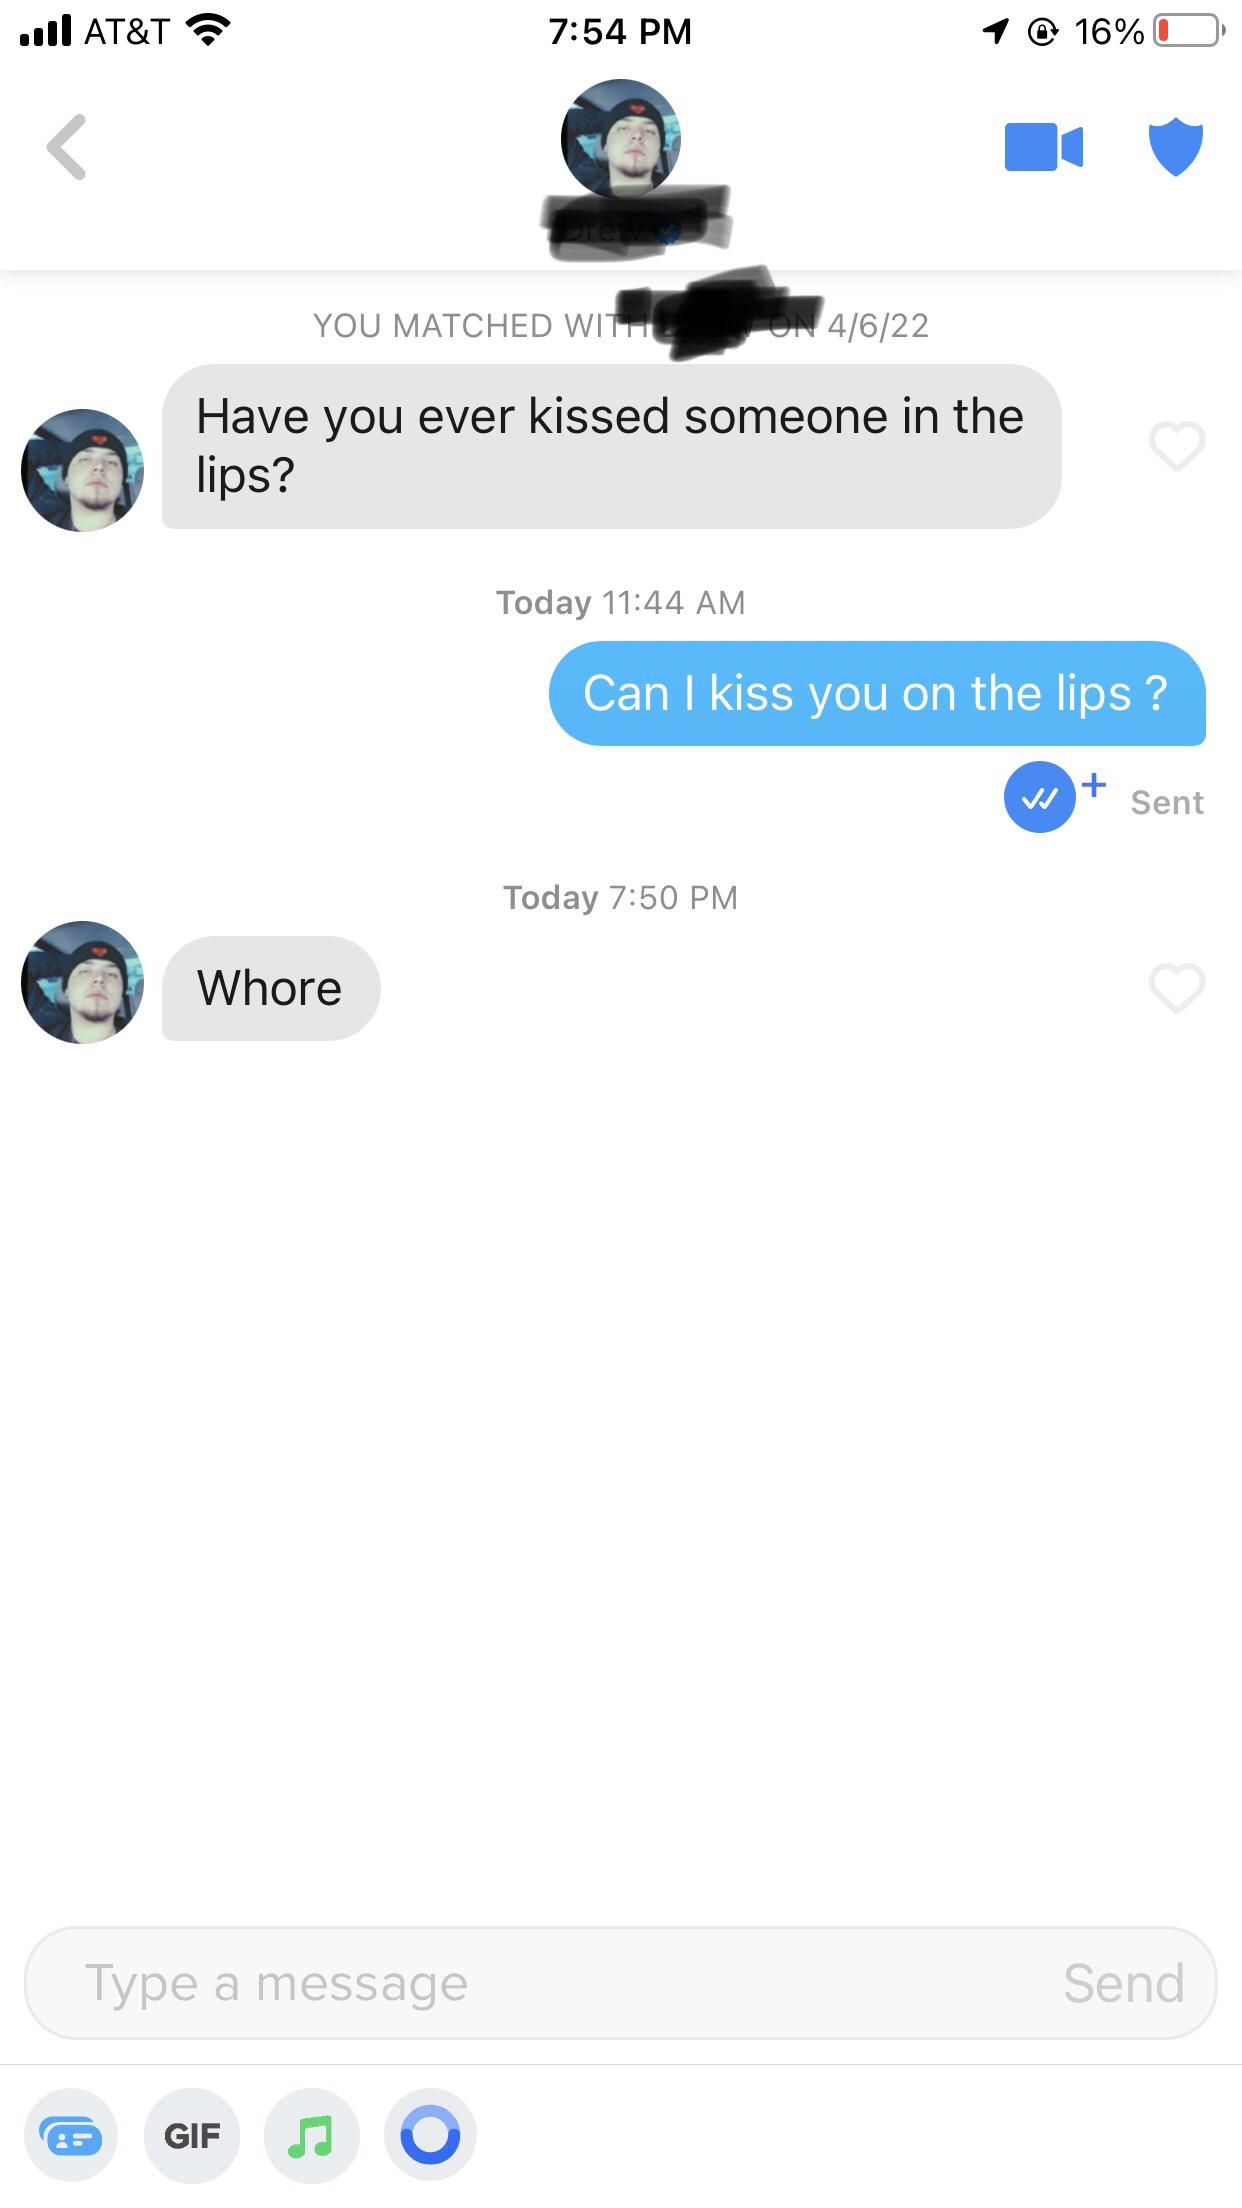 AT&T 7:54 PM 16%
YOU MATCHED WITH ON 4/6/22
Have you ever kissed someone in the
lips?
Today 11:44 AM
Can I kiss you on the lips ?
Sent
Today 7:50 PM
Whore
Type a message Send
GIF